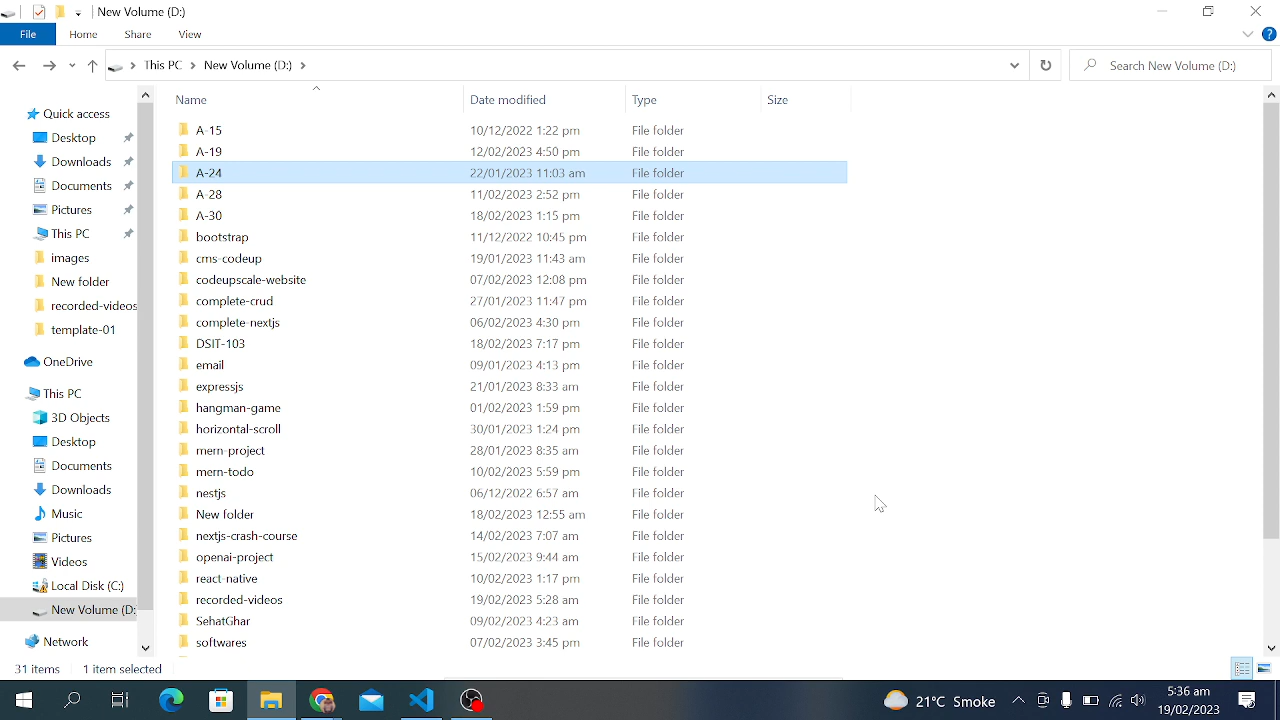 New Volume (D:)
File Home Share View
This PC New Volume (D:)
Search New Volume (D:)
Name Date modified Type Size
Quick access
Desktop
Downloads
Documents
Pictures
This PC
images
New folder
recorded-videos
template-01
OneDrive
This PC
3D Objects
Desktop
Documents
Downloads
Music
Pictures
Videos
Local Disk (C:)
New Volume (D:
Network
A-15 10/12/2022 1:22 pm File folder
A-19 12/02/2023 4:50 pm File folder
A-24 22/01/2023 11:03 am File folder
A-28 11/02/2023 2:52 pm File folder
A-30 18/02/2023 1:15 pm File folder
bootstrap 11/12/2022 10:45 pm File folder
cms-codeup 19/01/2023 11:43 am File folder
codeupscale-website 07/02/2023 12:08 pm File folder
complete-crud 27/01/2023 11:47 pm File folder
complete-nextjs 06/02/2023 4:30 pm File folder
DSIT-103 18/02/2023 7:17 pm File folder
email 09/01/2023 4:13 pm File folder
expressjs 21/01/2023 8:33 am File folder
hangman-game 01/02/2023 1:59 pm File folder
horizontal-scroll 30/01/2023 1:24 pm File folder
mern-project 28/01/2023 8:35 am File folder
mern-todo 10/02/2023 5:59 pm File folder
nestjs 06/12/2022 6:57 am File folder
New folder 18/02/2023 12:55 am File folder
nextjs-crash-course 14/02/2023 7:07 am File folder
openai-project 15/02/2023 9:44 am File folder
react-native 10/02/2023 1:17 pm File folder
recorded-videos 19/02/2023 5:28 am File folder
SehatGhar 09/02/2023 4:23 am File folder
softwares 07/02/2023 3:45 pm File folder
31 items 1 item selected
21°C Smoke
5:36 am
19/02/2023